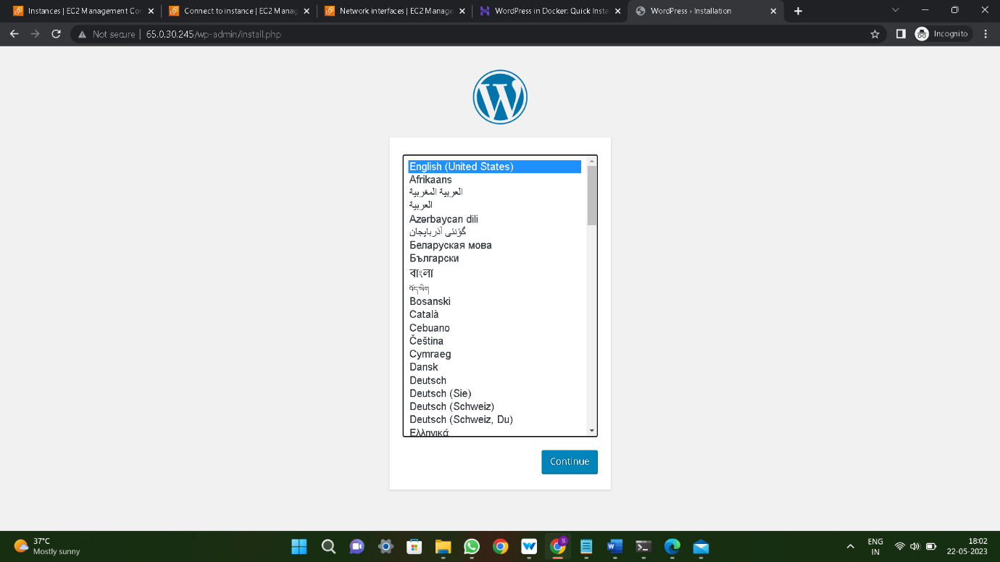 Instances | EC2 Management Con
Connect to instance | EC2 Manag
Network interfaces | EC2 Manage
WordPress in Docker: Quick Insta
WordPress › Installation
Not secure | 65.0.30.245/wp-admin/install.php
Incognito
English (United States)
Afrikaans
العربية المغربية
العربية
Azərbaycan dili
گؤنئی آذربایجان
Беларуская мова
Български
বাংলা
བོད་ཡིག
Bosanski
Català
Cebuano
Čeština
Cymraeg
Dansk
Deutsch
Deutsch (Sie)
Deutsch (Schweiz)
Deutsch (Schweiz, Du)
Ελληνικά
Continue
37°C
Mostly sunny
S
ENG
IN
18:02
22-05-2023